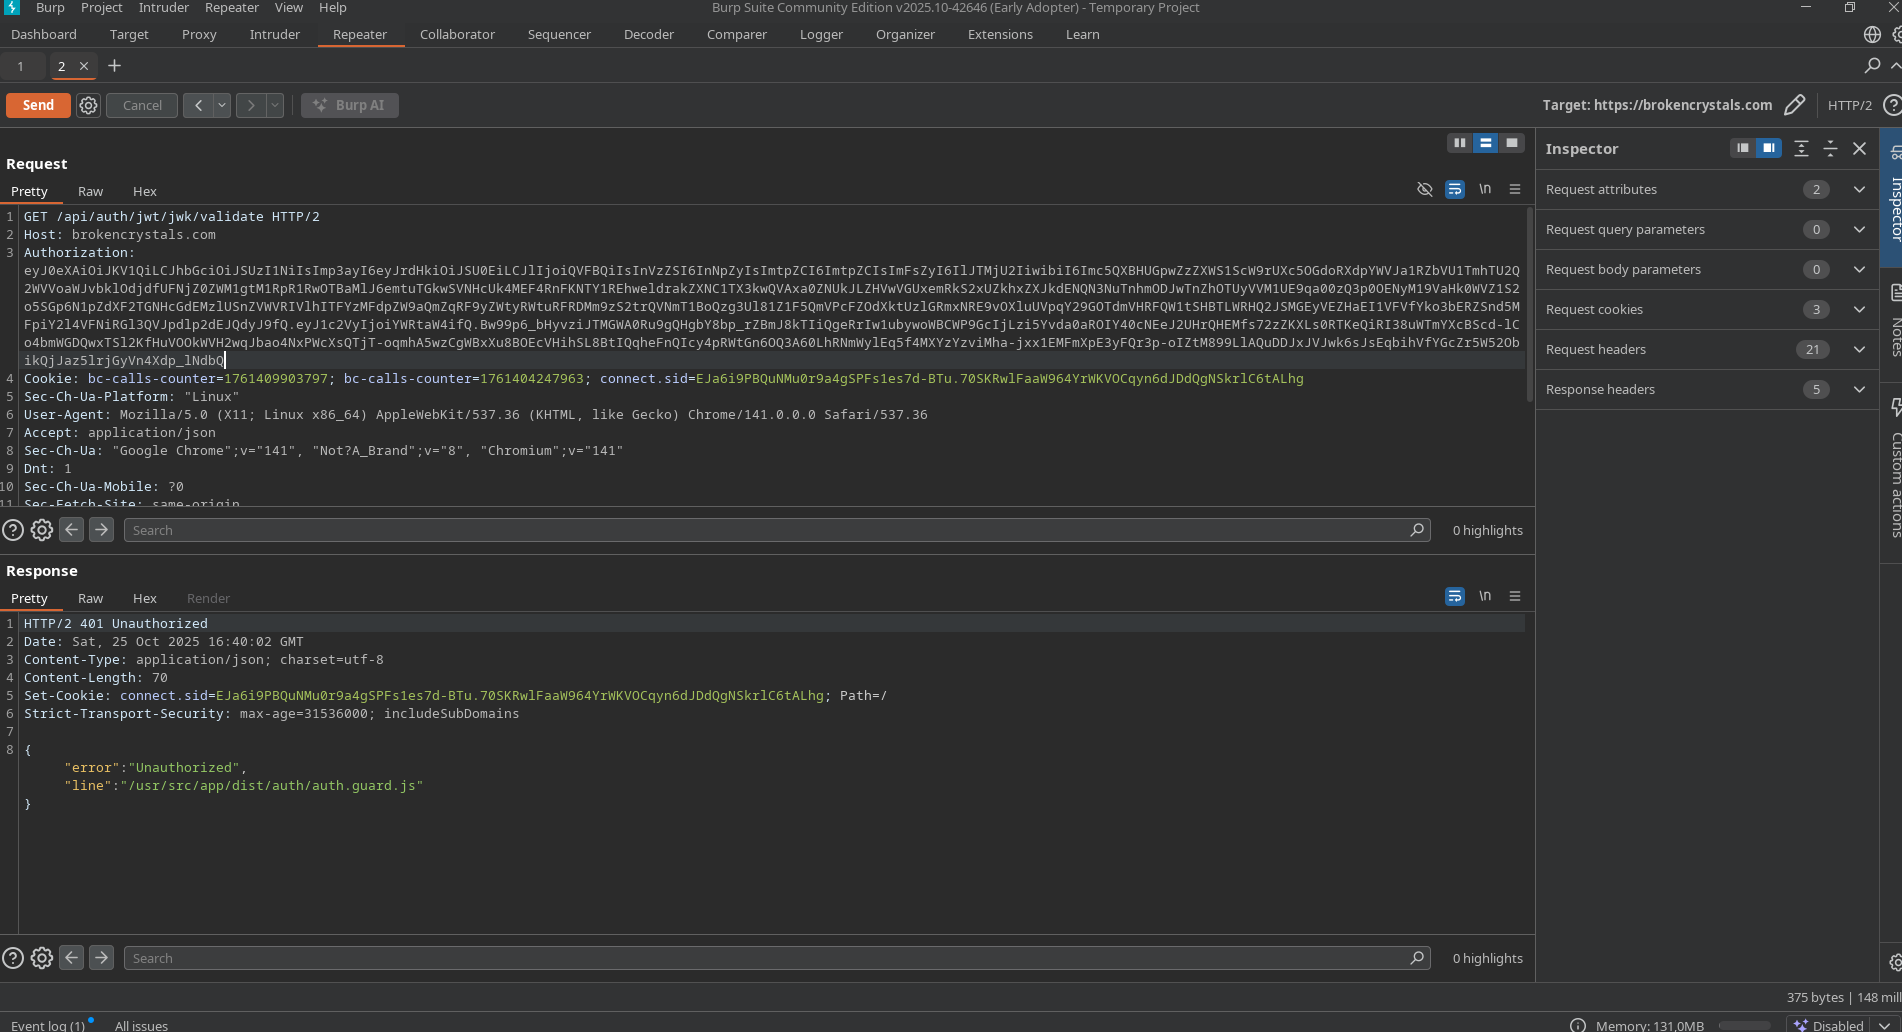 Burp Project Intruder Repeater View Help
Burp Suite Community Edition v2025.10-42646 (Early Adopter) - Temporary Project
Dashboard Target Proxy Intruder Repeater Collaborator Sequencer Decoder Comparer Logger Organizer Extensions Learn
1 2
Send Cancel Burp AI
Target: https://brokencrystals.com HTTP/2
Request
Pretty Raw Hex
\n
1 GET /api/auth/jwt/jwk/validate HTTP/2
2 Host: brokencrystals.com
3 Authorization:
4 Cookie: bc-calls-counter=1761409903797; bc-calls-counter=1761404247963; connect.sid=EJa6i9PBQuNMu0r9a4gSPFs1es7d-BTu.70SKRwlFaaW964YrWKVOCqyn6dJDdQgNSkrlC6tALhg
5 Sec-Ch-Ua-Platform: "Linux"
6 User-Agent: Mozilla/5.0 (X11; Linux x86_64) AppleWebKit/537.36 (KHTML, like Gecko) Chrome/141.0.0.0 Safari/537.36
7 Accept: application/json
8 Sec-Ch-Ua: "Google Chrome";v="141", "Not?A_Brand";v="8", "Chromium";v="141"
9 Dnt: 1
10 Sec-Ch-Ua-Mobile: ?0
11 Sec-Fetch-Site: same-origin
Search
0 highlights
Response
Pretty Raw Hex Render
\n
1 HTTP/2 401 Unauthorized
2 Date: Sat, 25 Oct 2025 16:40:02 GMT
3 Content-Type: application/json; charset=utf-8
4 Content-Length: 70
5 Set-Cookie: connect.sid=EJa6i9PBQuNMu0r9a4gSPFs1es7d-BTu.70SKRwlFaaW964YrWKVOCqyn6dJDdQgNSkrlC6tALhg; Path=/
6 Strict-Transport-Security: max-age=31536000; includeSubDomains
7
8 {
"error":"Unauthorized",
"line":"/usr/src/app/dist/auth/auth.guard.js"
}
Search
0 highlights
Inspector
Request attributes 2
Request query parameters 0
Request body parameters 0
Request cookies 3
Request headers 21
Response headers 5
Inspector
Notes
Custom actions
375 bytes | 148 mill
Event log (1) All issues
Memory: 131,0MB
Disabled